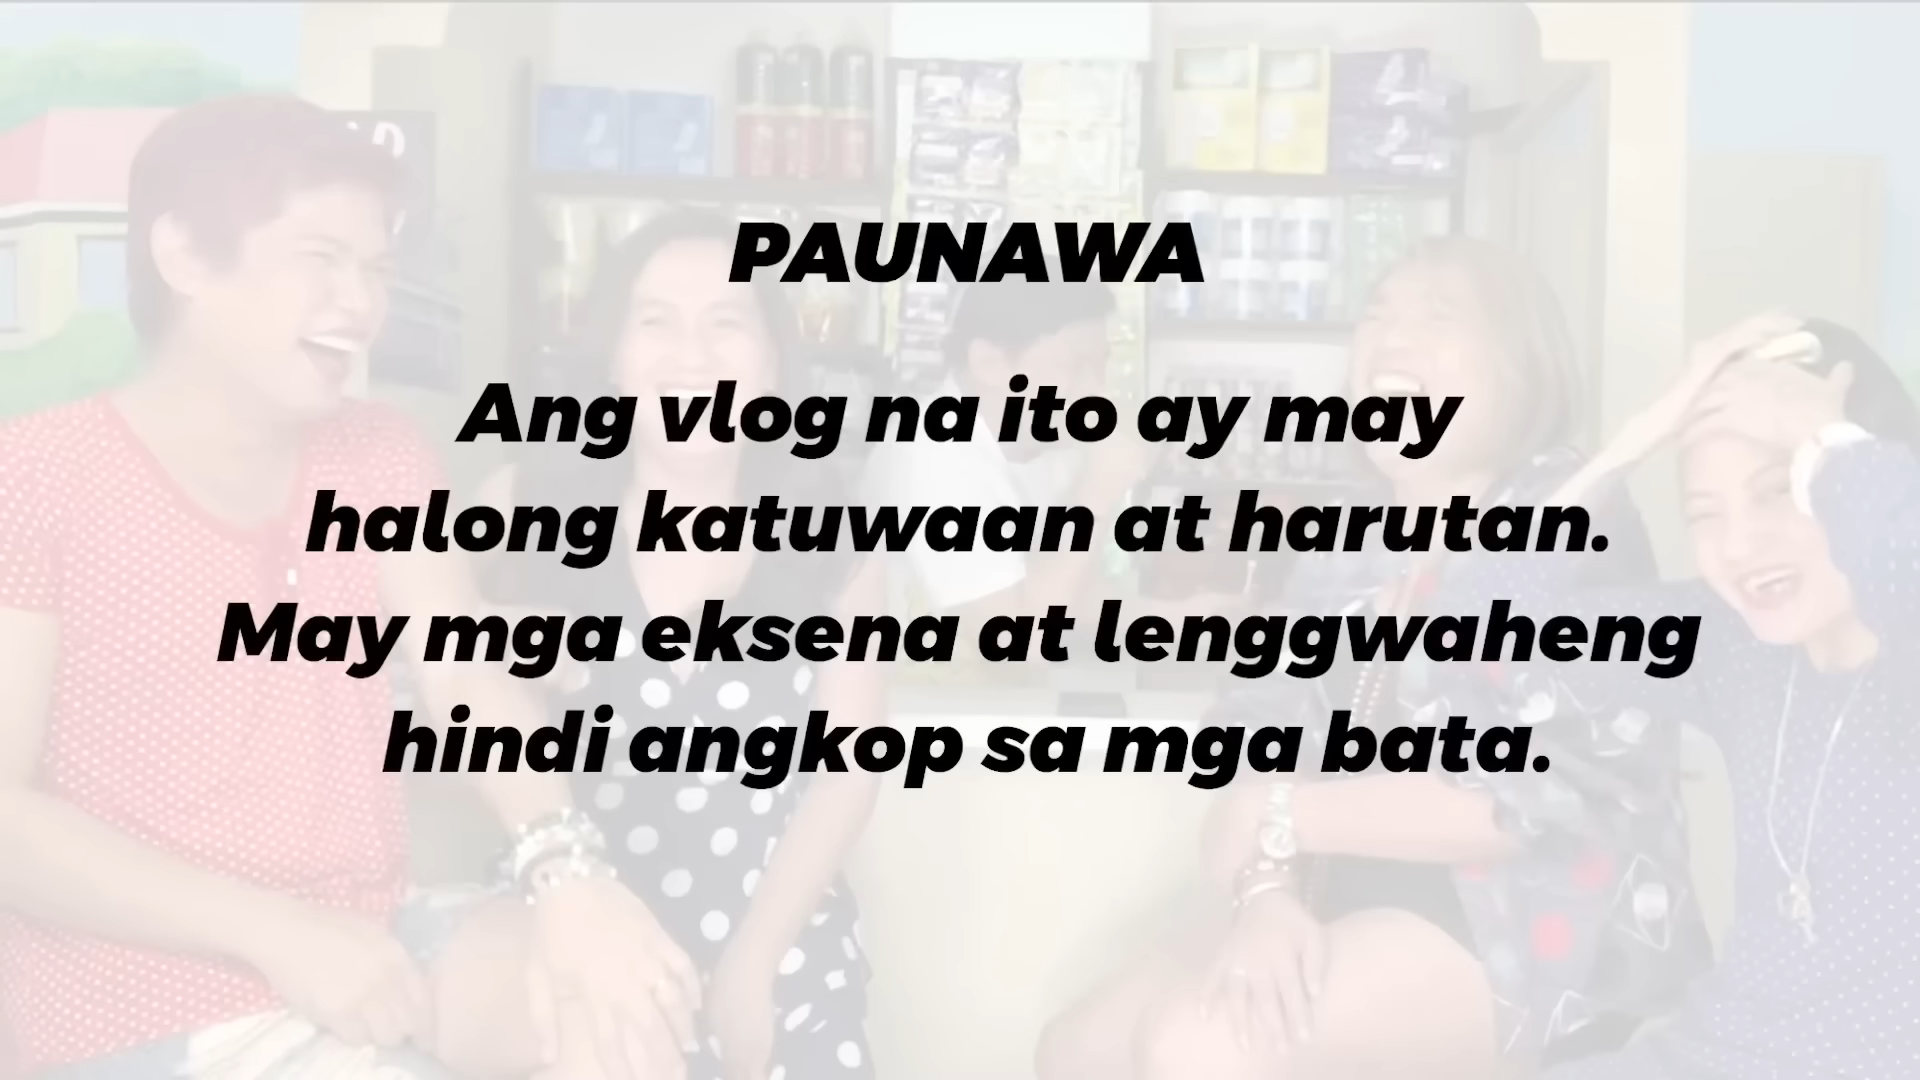 PAUNAWA
Ang vlog na ito ay may
halong katuwaan at harutan.
May mga eksena at lenggwaheng
hindi angkop sa mga bata.